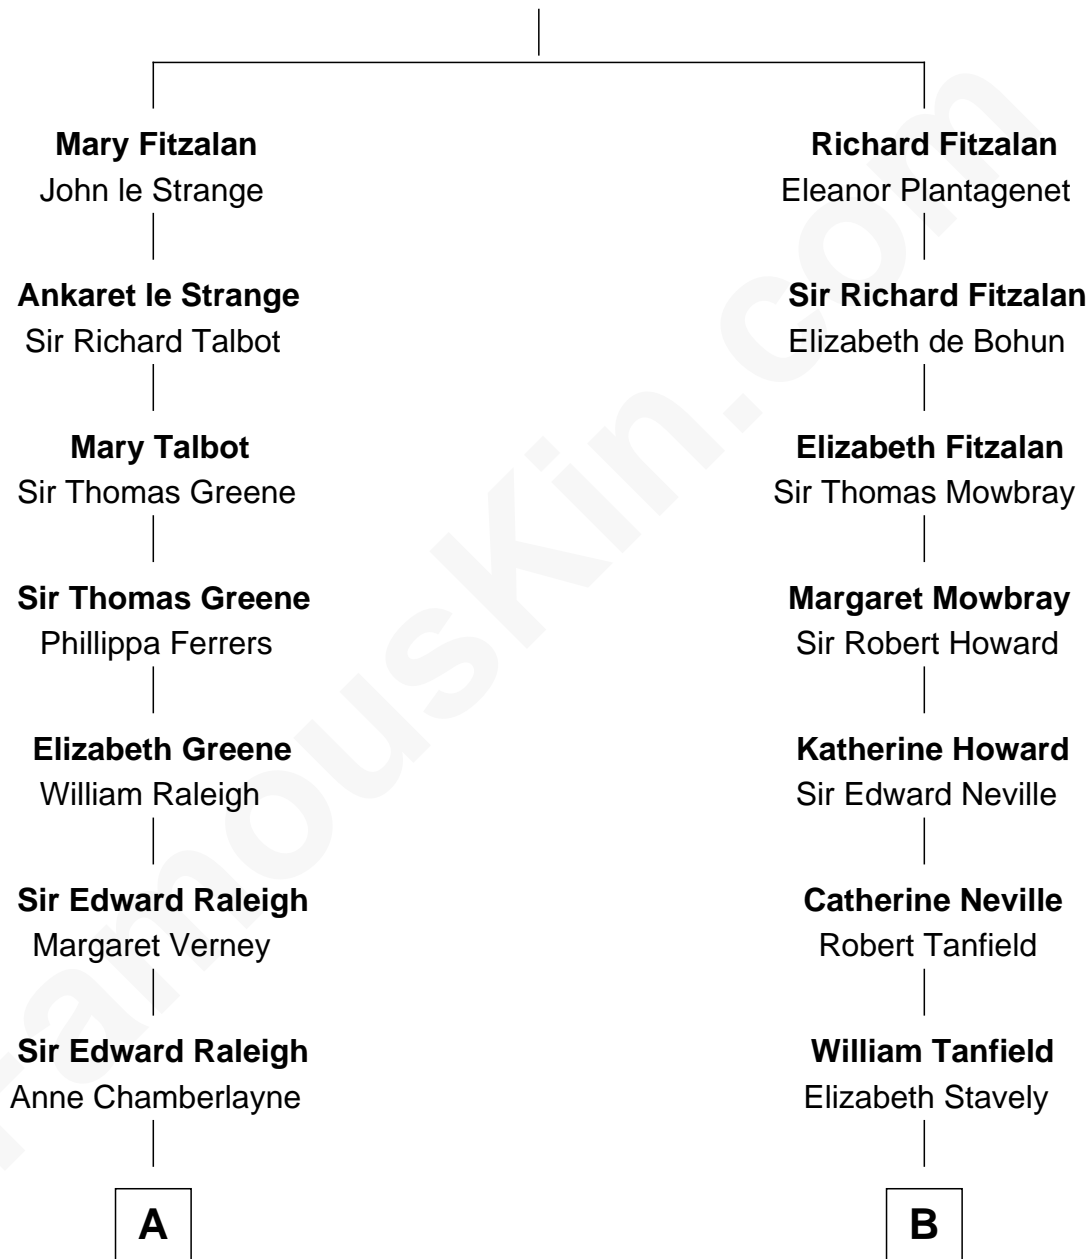 Mary Fitzalan
John le Strange
Richard Fitzalan
Eleanor Plantagenet
Ankaret le Strange
Sir Richard Talbot
Sir Richard Fitzalan
Elizabeth de Bohun
Mary Talbot
Sir Thomas Greene
Elizabeth Fitzalan
Sir Thomas Mowbray
Sir Thomas Greene
Phillippa Ferrers
Margaret Mowbray
Sir Robert Howard
Elizabeth Greene
William Raleigh
Katherine Howard
Sir Edward Neville
Sir Edward Raleigh
Margaret Verney
Catherine Neville
Robert Tanfield
Sir Edward Raleigh
Anne Chamberlayne
William Tanfield
Elizabeth Stavely
A
B
FamousKin.com